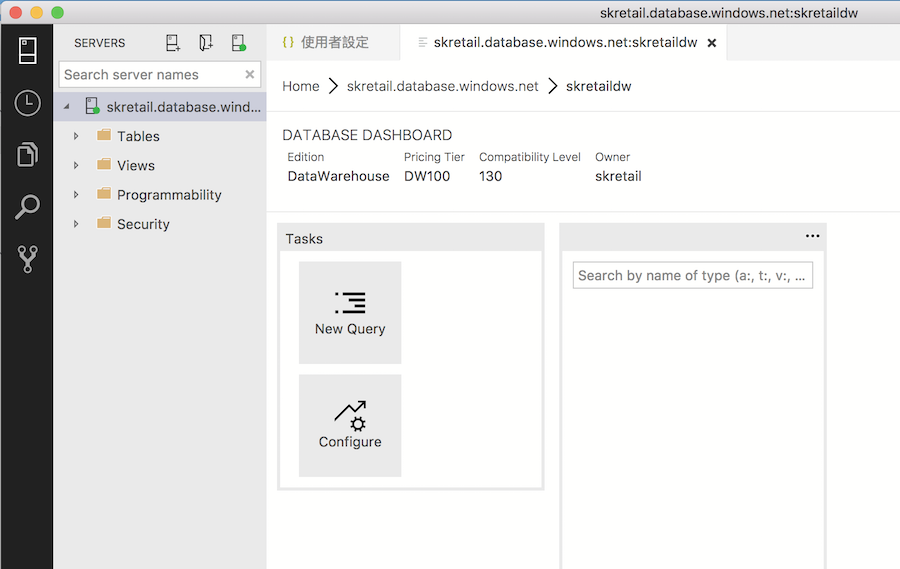 skretail.database.windows.net:skretaildw
SERVERS
{ } 使用者設定
skretail.database.windows.net:skretaildw
Search server names
Home
skretail.database.windows.net
skretaildw
skretail.database.wind...
Tables
Views
Programmability
Security
DATABASE DASHBOARD
Edition Pricing Tier Compatibility Level Owner
DataWarehouse DW100 130 skretail
Tasks
...
New Query
Configure
Search by name of type (a:, t:, v:, ...